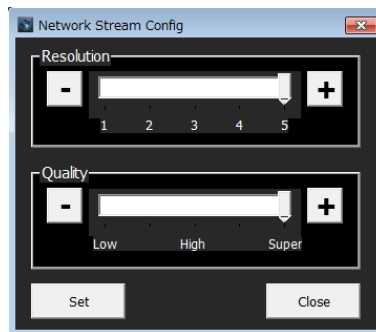 Network Stream Config
Resolution
- +
1 2 3 4 5
Quality
- +
Low High Super
Set Close